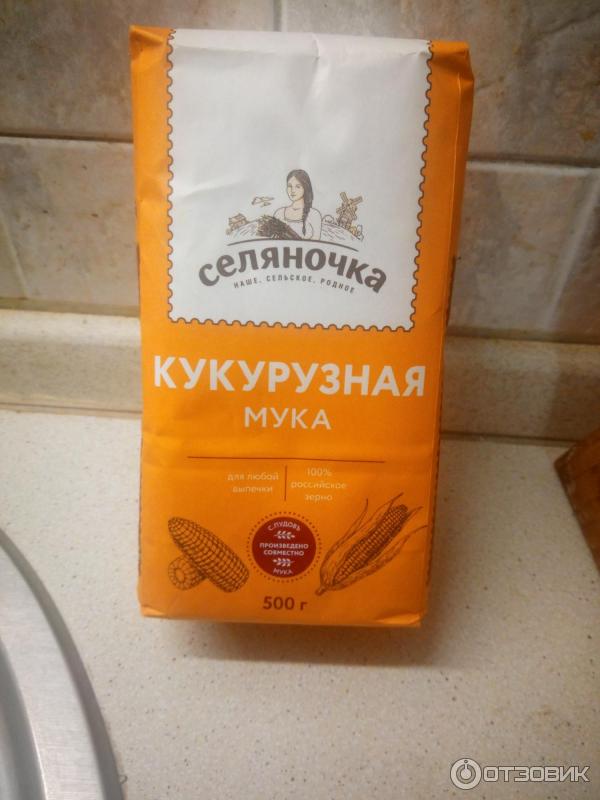 селяночка
НАШЕ. СЕЛЬСКОЕ. РОДНОЕ
КУКУРУЗНАЯ
МУКА
для любой
выпечки
100%
российское
зерно
С.ПУДОВЪ
ПРОИЗВЕДЕНО
СОВМЕСТНО
МУКА
500 г
ОТЗОВИК